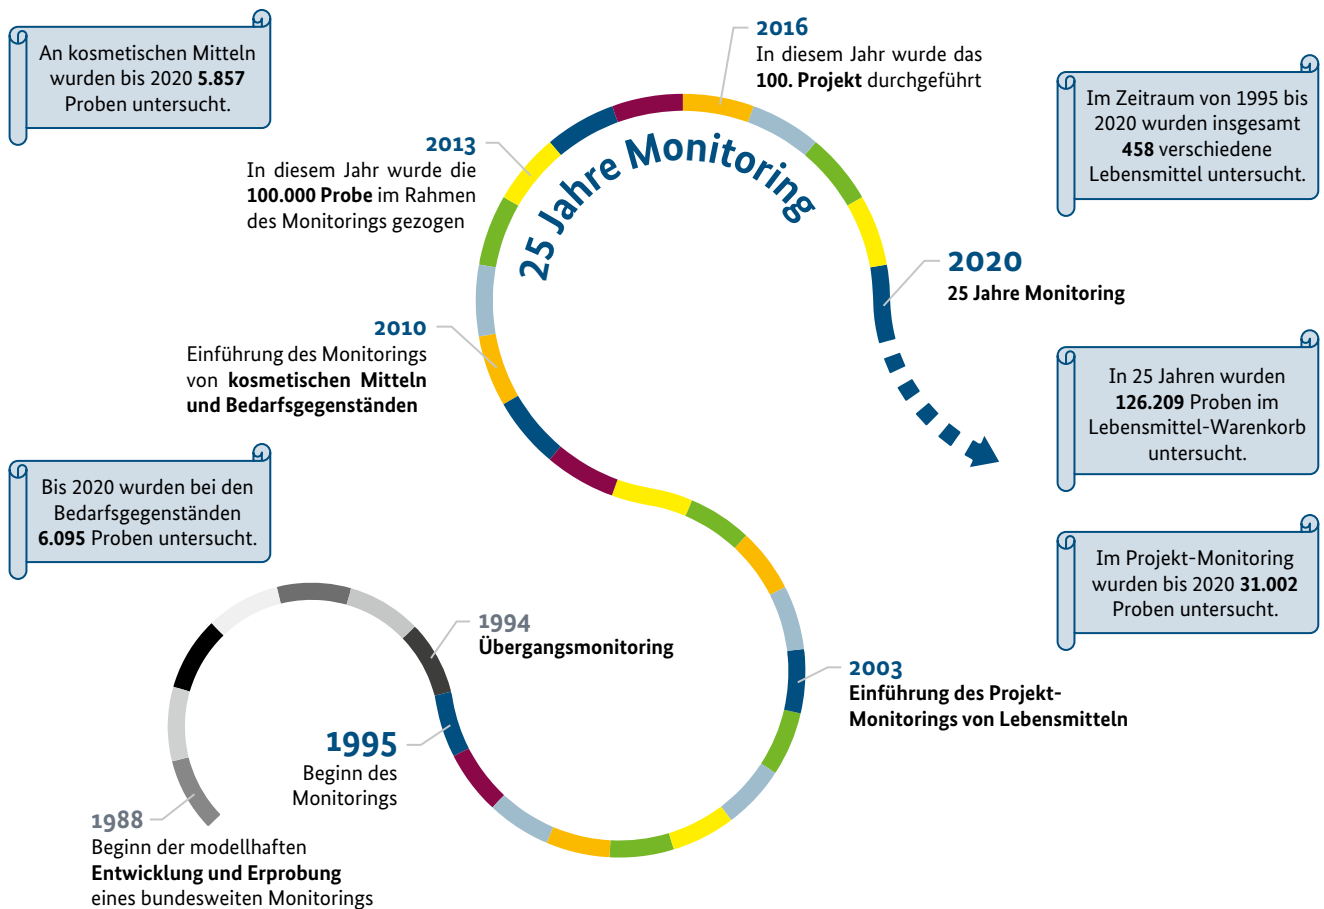 An kosmetischen Mitteln
wurden bis 2020 5.857
Proben untersucht.
2016
In diesem Jahr wurde das
100. Projekt durchgeführt
Im Zeitraum von 1995 bis
2020 wurden insgesamt
458 verschiedene
Lebensmittel untersucht.
2013
In diesem Jahr wurde die
100.000 Probe im Rahmen
des Monitorings gezogen
25 Jahre Monitoring
2020
25 Jahre Monitoring
2010
Einführung des Monitorings
von kosmetischen Mitteln
und Bedarfsgegenständen
In 25 Jahren wurden
126.209 Proben im
Lebensmittel-Warenkorb
untersucht.
Bis 2020 wurden bei den
Bedarfsgegenständen
6.095 Proben untersucht.
Im Projekt-Monitoring
wurden bis 2020 31.002
Proben untersucht.
1994
Übergangsmonitoring
2003
Einführung des Projekt-
Monitorings von Lebensmitteln
1995
Beginn des
Monitorings
1988
Beginn der modellhaften
Entwicklung und Erprobung
eines bundesweiten Monitorings